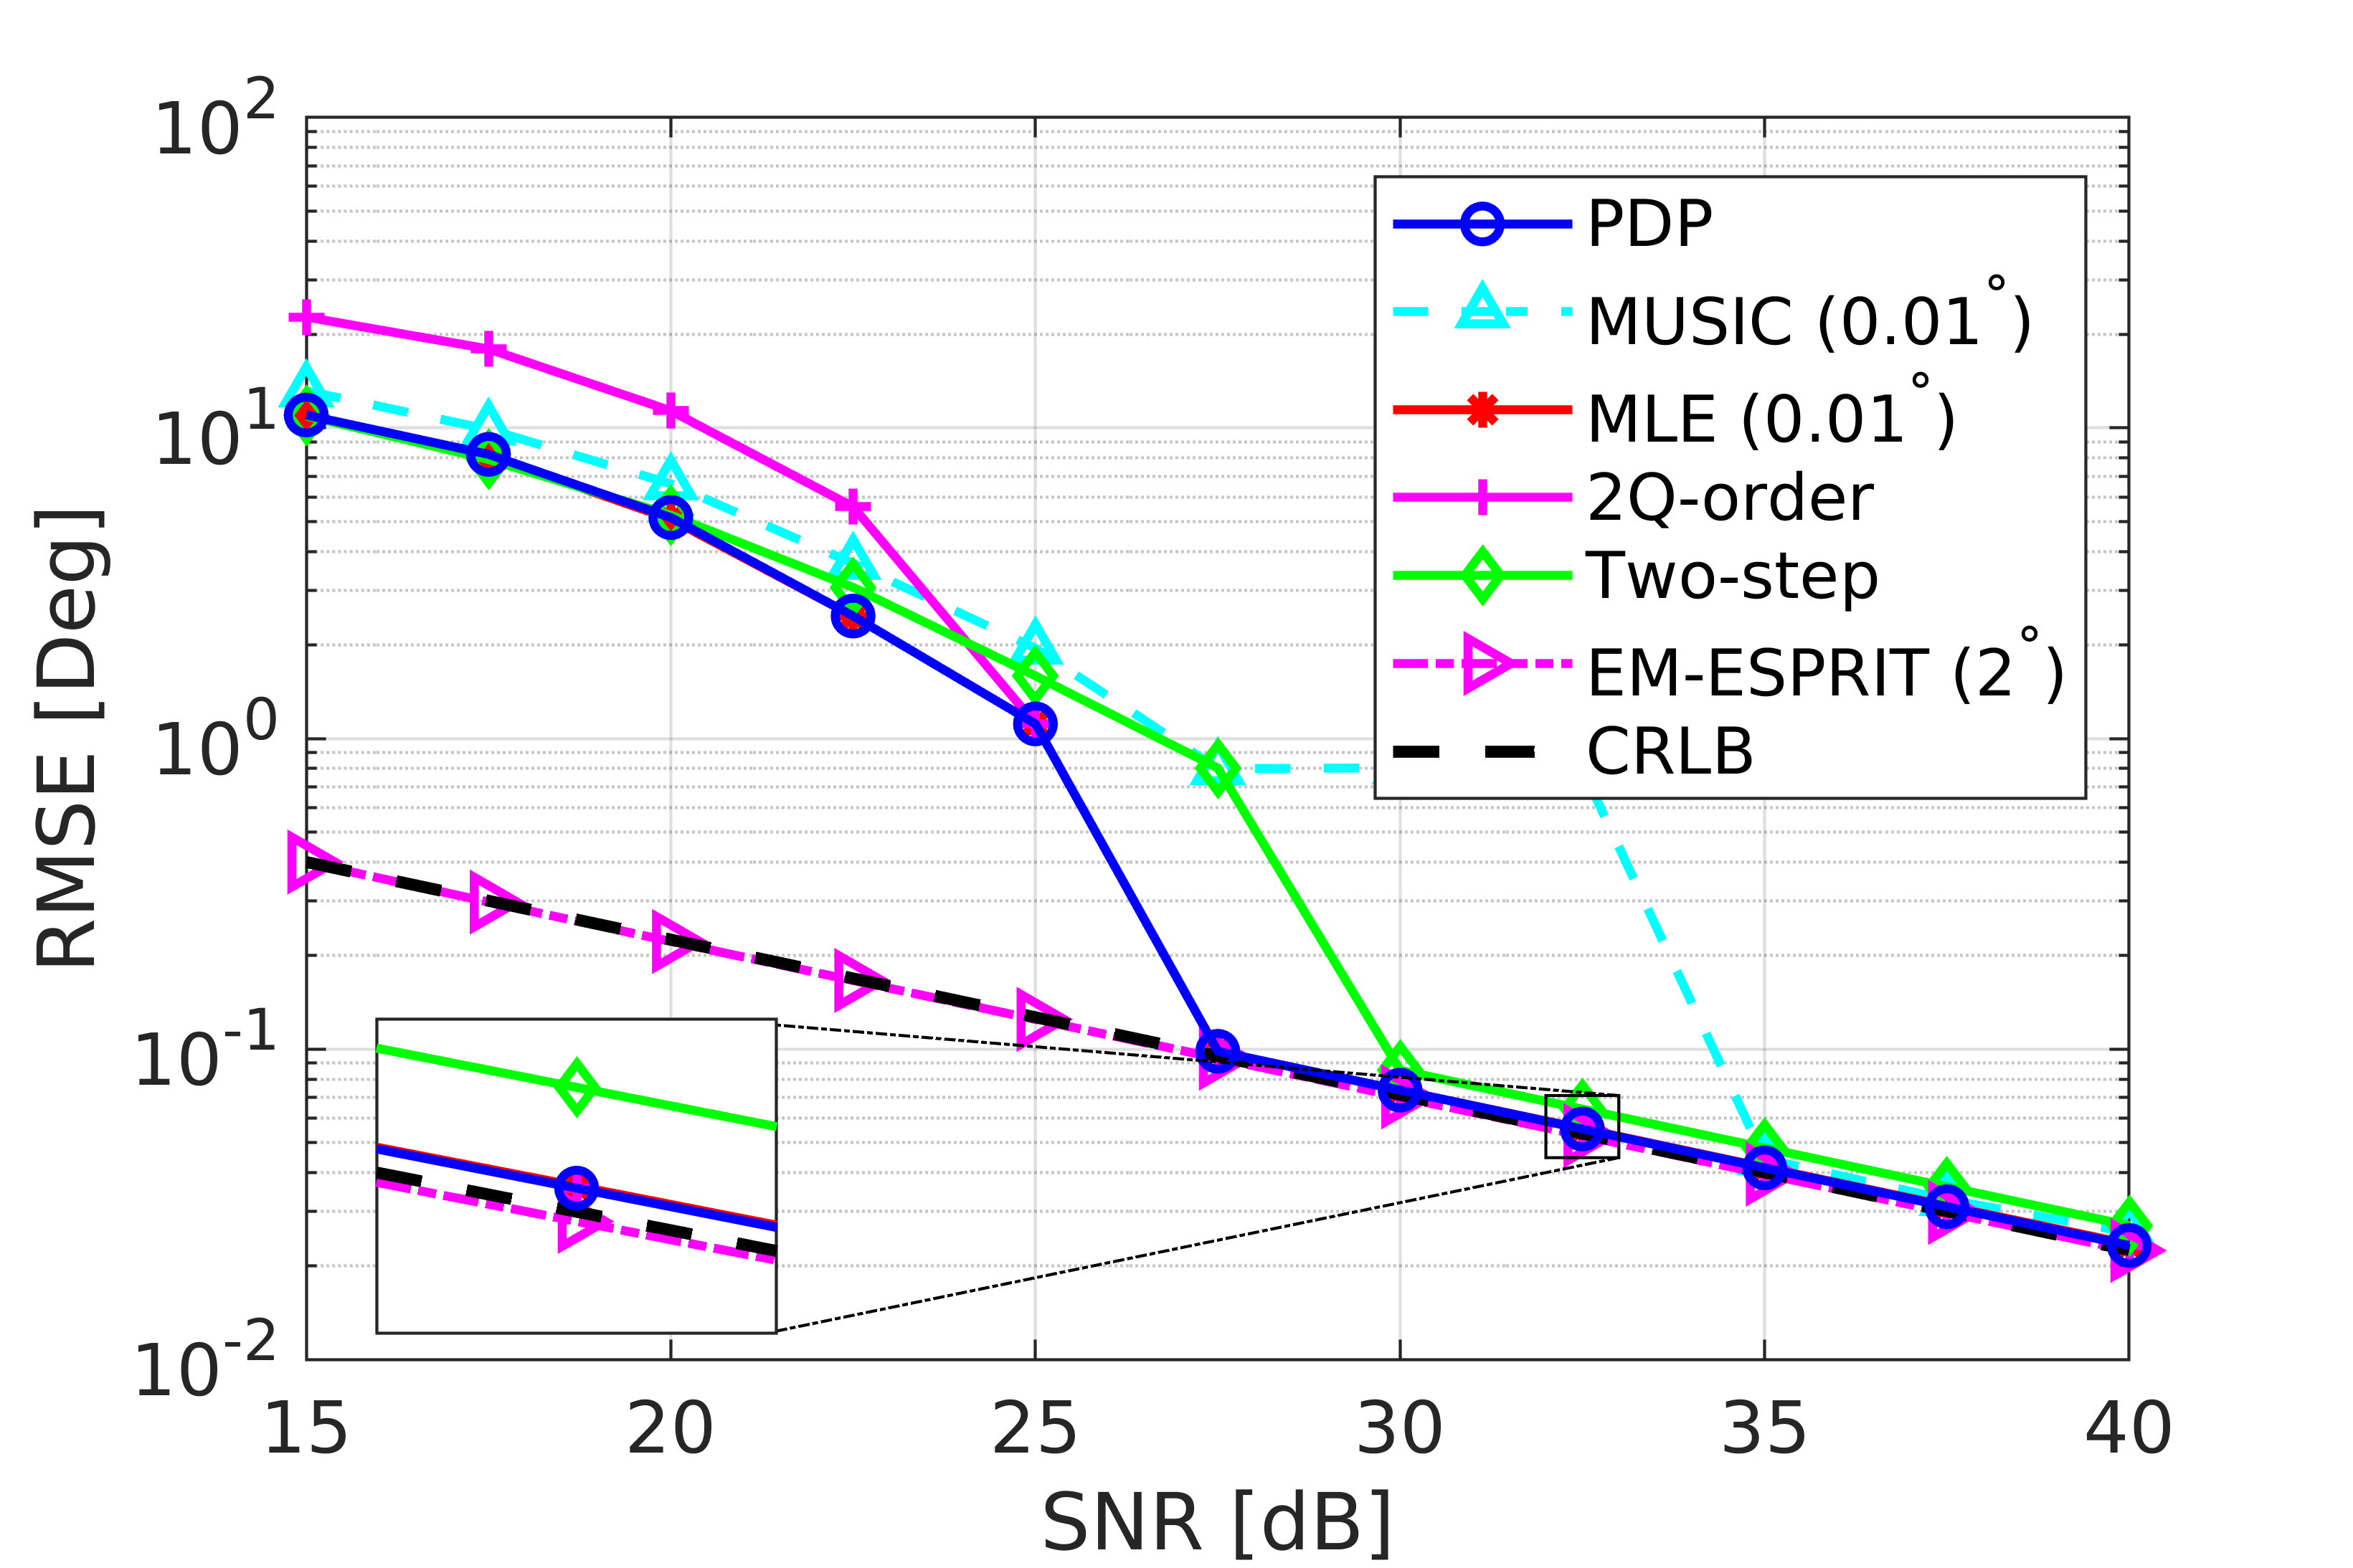 10^2
10^1
10^0
10^-1
10^-2
RMSE [Deg]
PDP
MUSIC (0.01°)
MLE (0.01°)
2Q-order
Two-step
EM-ESPRIT (2°)
CRLB
15 20 25 30 35 40
SNR [dB]